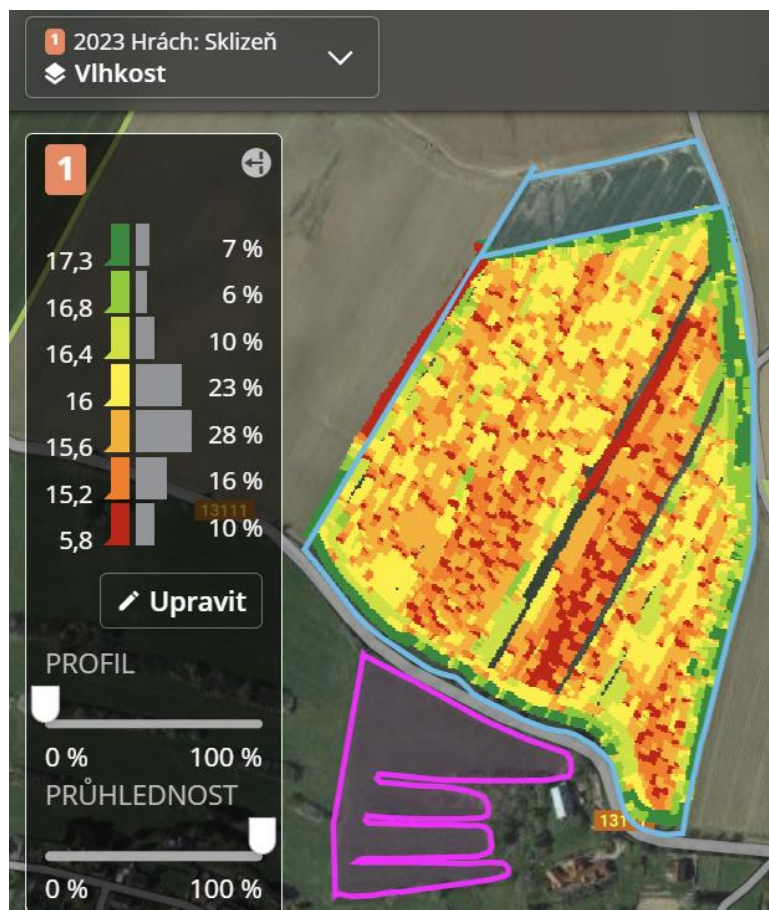 1 2023 Hrách: Sklizeň
Vlhkost
1
17,3 7 %
16,8 6 %
16,4 10 %
16 23 %
15,6 28 %
15,2 16 %
5,8 10 %
13111
Upravit
PROFIL
0 % 100 %
PRŮHLEDNOST
0 % 100 %